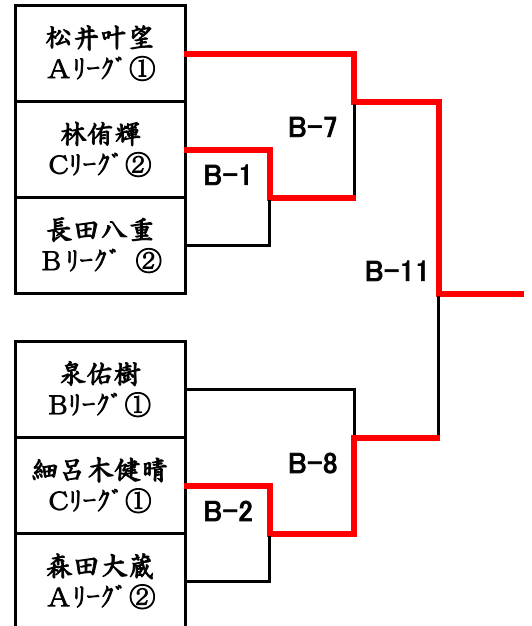 松井叶望
Aリーグ①
林侑輝
Cリーグ②
長田八重
Bリーグ ②
B-7
B-1
B-11
泉佑樹
Bリーグ①
細呂木健晴
Cリーグ①
森田大蔵
Aリーグ②
B-8
B-2